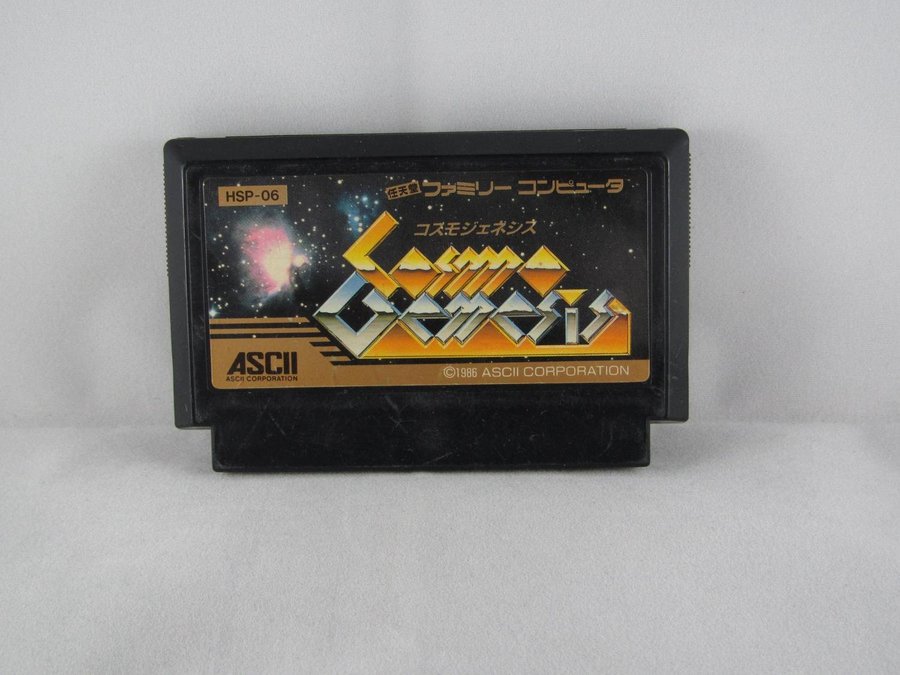 HSP-06
任天堂 ファミリー コンピュータ
コズモジェネシス
Cosmo
Genesis
ASCII
ASCII CORPORATION
©1986 ASCII CORPORATION